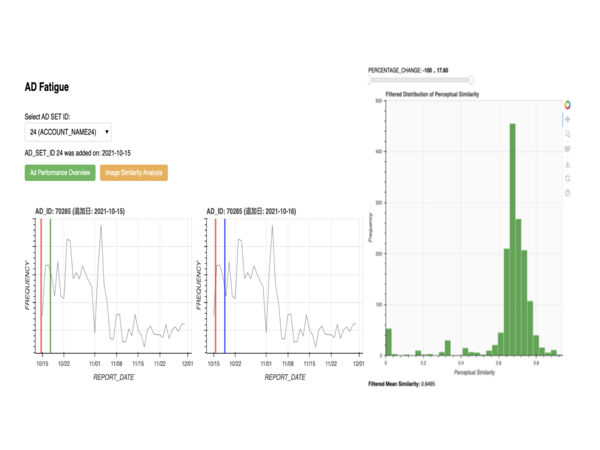 AD Fatigue
Select AD SET ID:
24 (ACCOUNT_NAME24)
AD_SET_ID 24 was added on: 2021-10-15
Ad Performance Overview
Image Similarity Analysis
AD_ID: 70285 (追加日: 2021-10-15)
FREQUENCY
10/15 10/22 11/01 11/08 11/15 11/22 12/01
REPORT_DATE
AD_ID: 70285 (追加日: 2021-10-16)
FREQUENCY
10/15 10/22 11/01 11/08 11/15 11/22 12/01
REPORT_DATE
PERCENTAGE_CHANGE: -100 .. 17.60
Filtered Distribution of Perceptual Similarity
500
400
300
200
100
0
Frequency
0 0.2 0.4 0.6 0.8
Perceptual Similarity
Filtered Mean Similarity: 0.6495